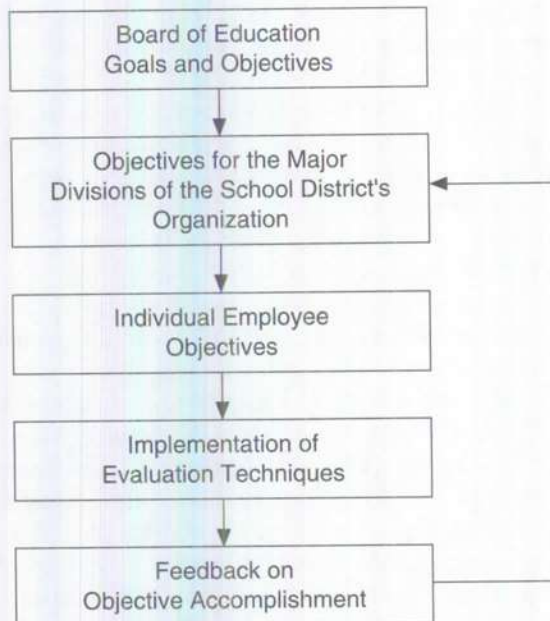 Board of Education
Goals and Objectives
Objectives for the Major
Divisions of the School District's
Organization
Individual Employee
Objectives
Implementation of
Evaluation Techniques
Feedback on
Objective Accomplishment